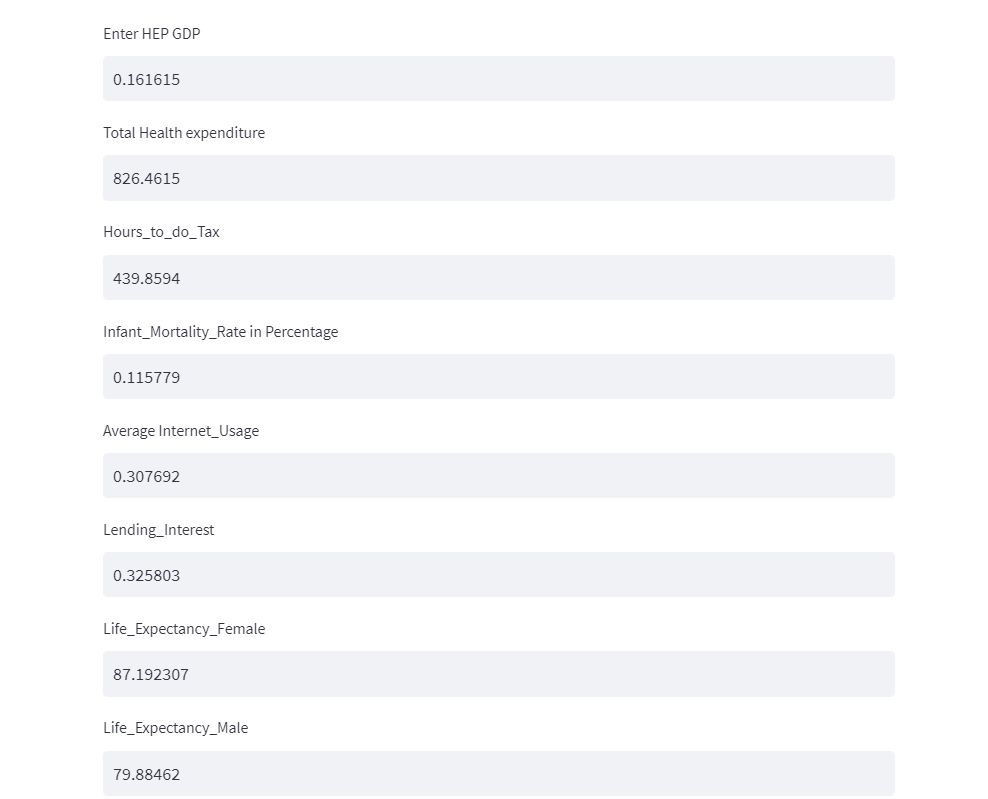 Enter HEP GDP
0.161615
Total Health expenditure
826.4615
Hours_to_do_Tax
439.8594
Infant_Mortality_Rate in Percentage
0.115779
Average Internet_Usage
0.307692
Lending_Interest
0.325803
Life_Expectancy_Female
87.192307
Life_Expectancy_Male
79.88462